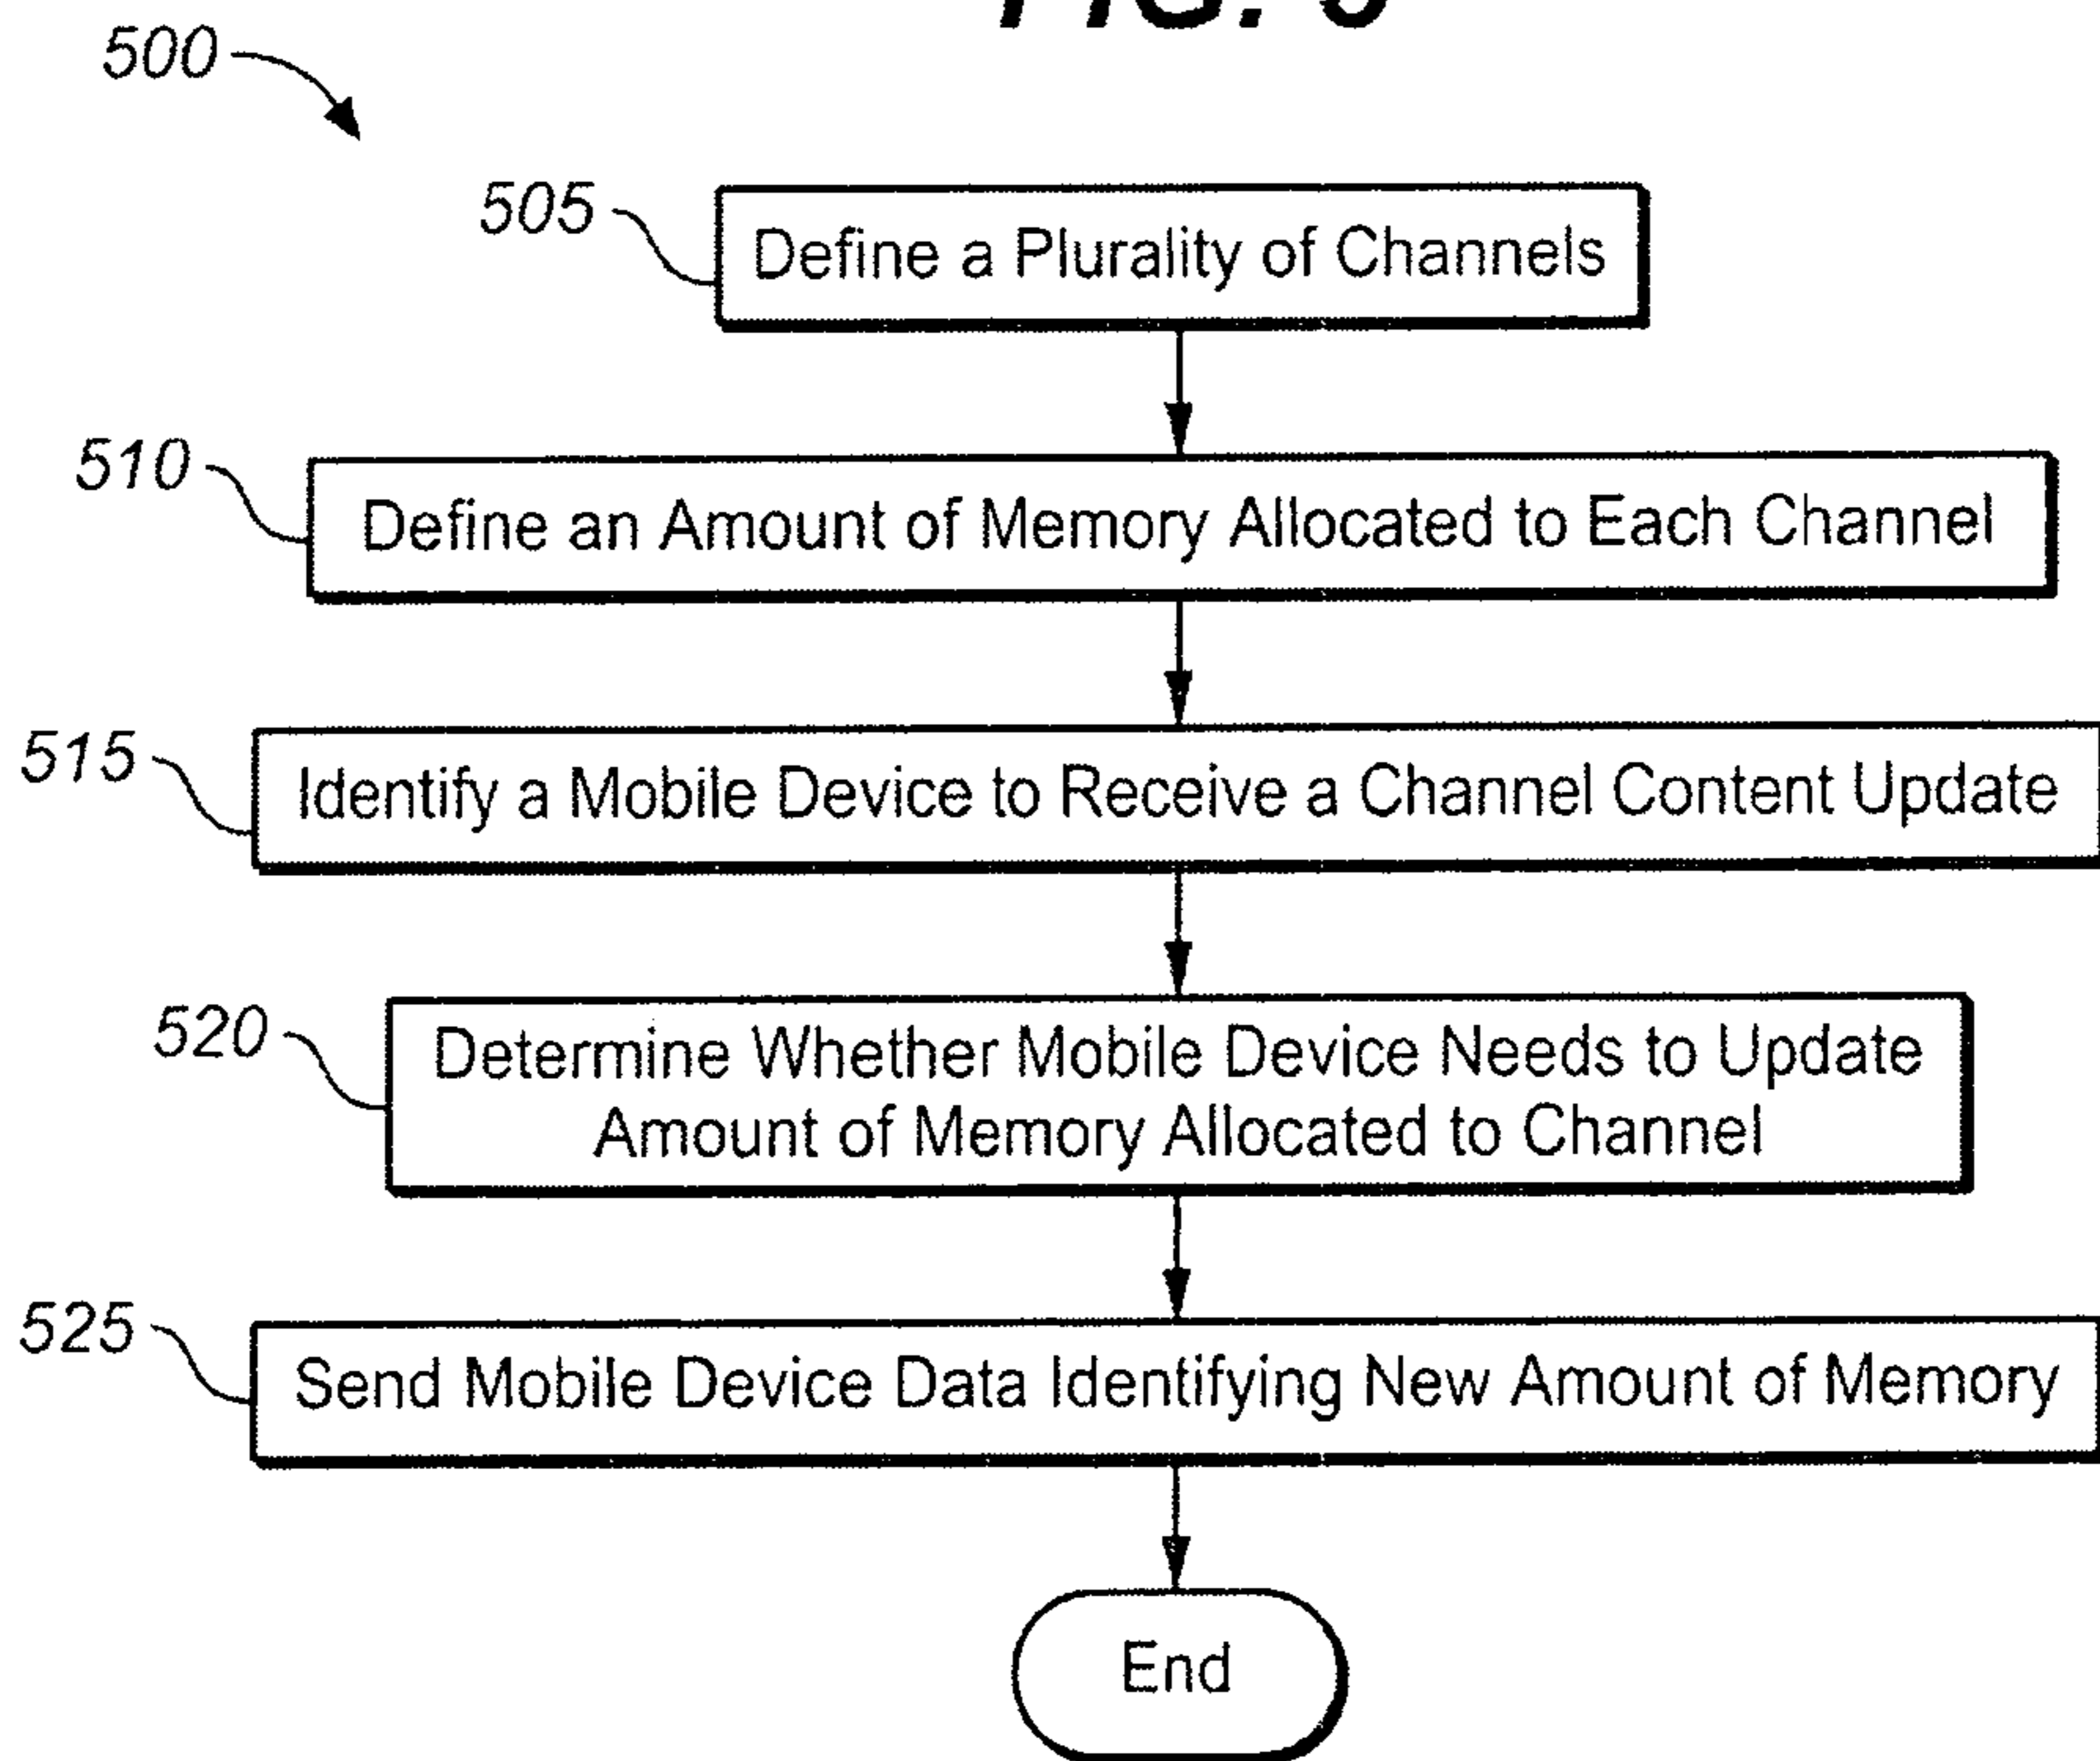 FIG. 5
500
505
Define a Plurality of Channels
510
Define an Amount of Memory Allocated to Each Channel
515
Identify a Mobile Device to Receive a Channel Content Update
520
Determine Whether Mobile Device Needs to Update
Amount of Memory Allocated to Channel
525
Send Mobile Device Data Identifying New Amount of Memory
End